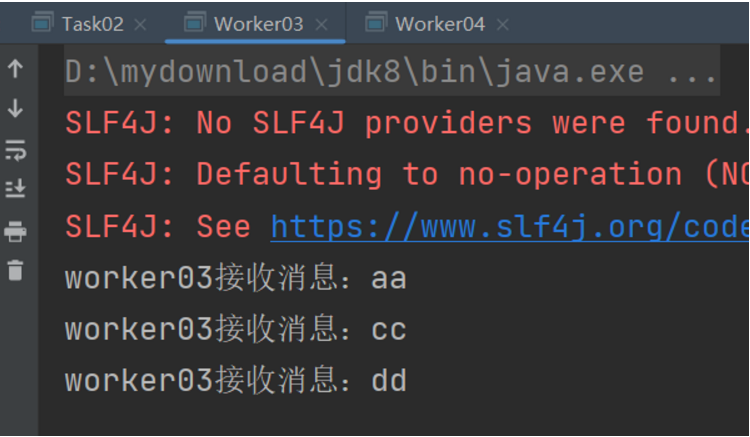 Task02 Worker03 Worker04
D:\mydownload\jdk8\bin\java.exe ...
SLF4J: No SLF4J providers were found.
SLF4J: Defaulting to no-operation (NO
SLF4J: See https://www.slf4j.org/code
worker03接收消息：aa
worker03接收消息：cc
worker03接收消息：dd